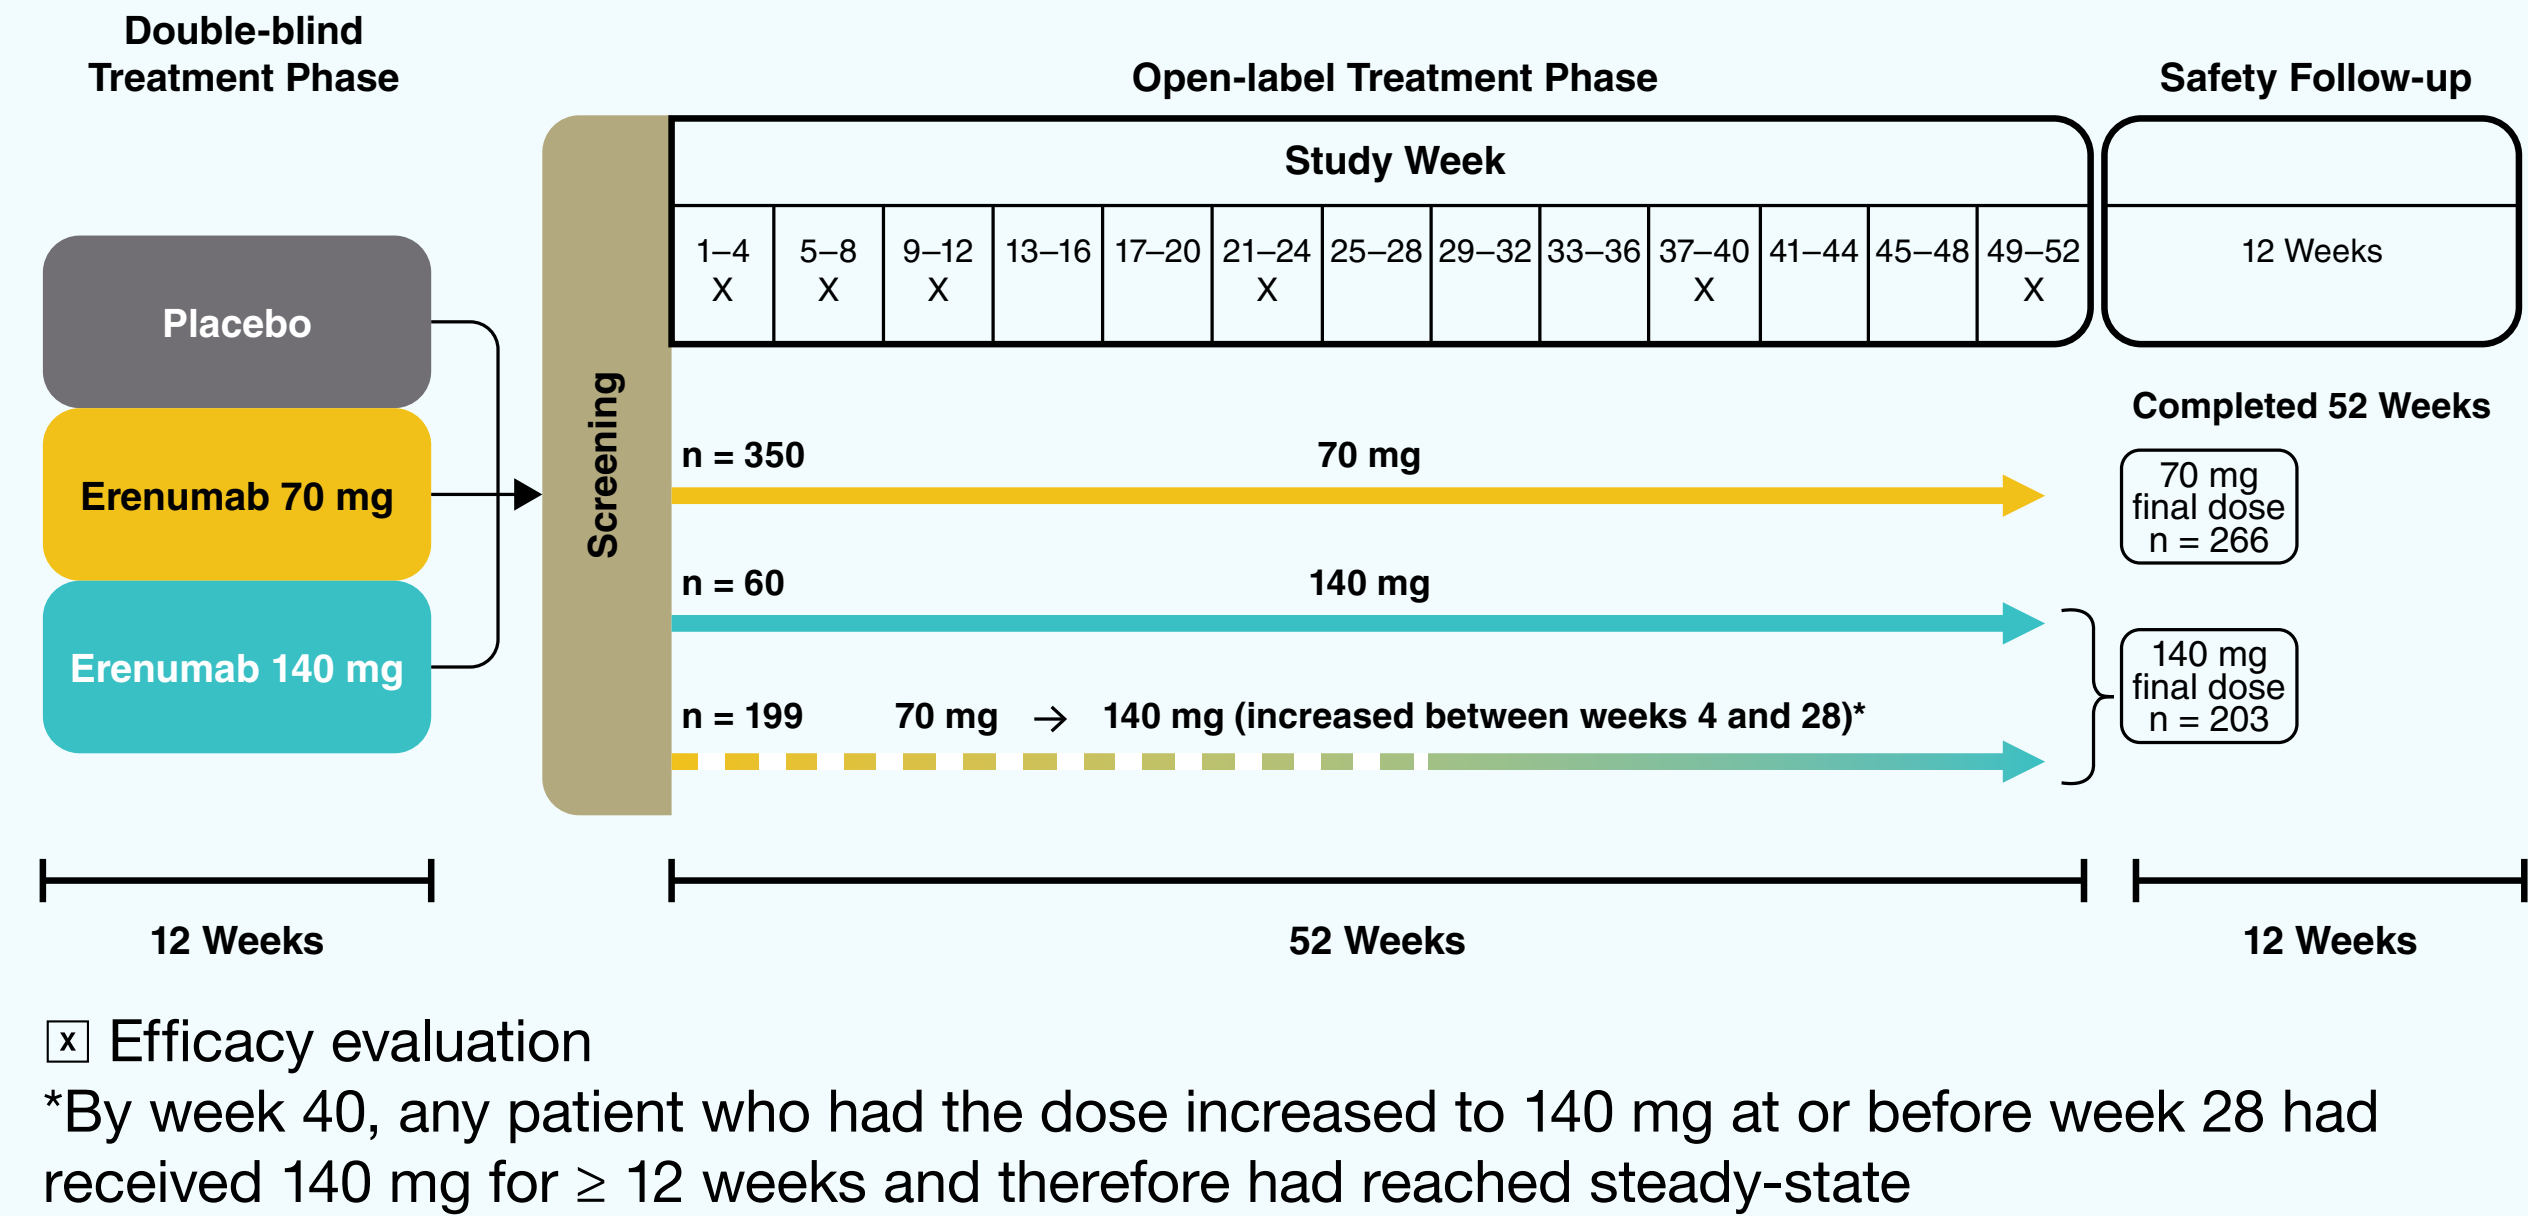 Double-blind
Treatment Phase
Open-label Treatment Phase
Safety Follow-up
Study Week
1–4
X
5–8
X
9–12
X
13–16
17–20
21–24
X
25–28
29–32
33–36
37–40
X
41–44
45–48
49–52
X
12 Weeks
Placebo
Erenumab 70 mg
Erenumab 140 mg
Screening
n = 350
70 mg
n = 60
140 mg
n = 199
70 mg → 140 mg (increased between weeks 4 and 28)*
Completed 52 Weeks
70 mg
final dose
n = 266
140 mg
final dose
n = 203
12 Weeks
52 Weeks
12 Weeks
x Efficacy evaluation
*By week 40, any patient who had the dose increased to 140 mg at or before week 28 had
received 140 mg for ≥ 12 weeks and therefore had reached steady-state